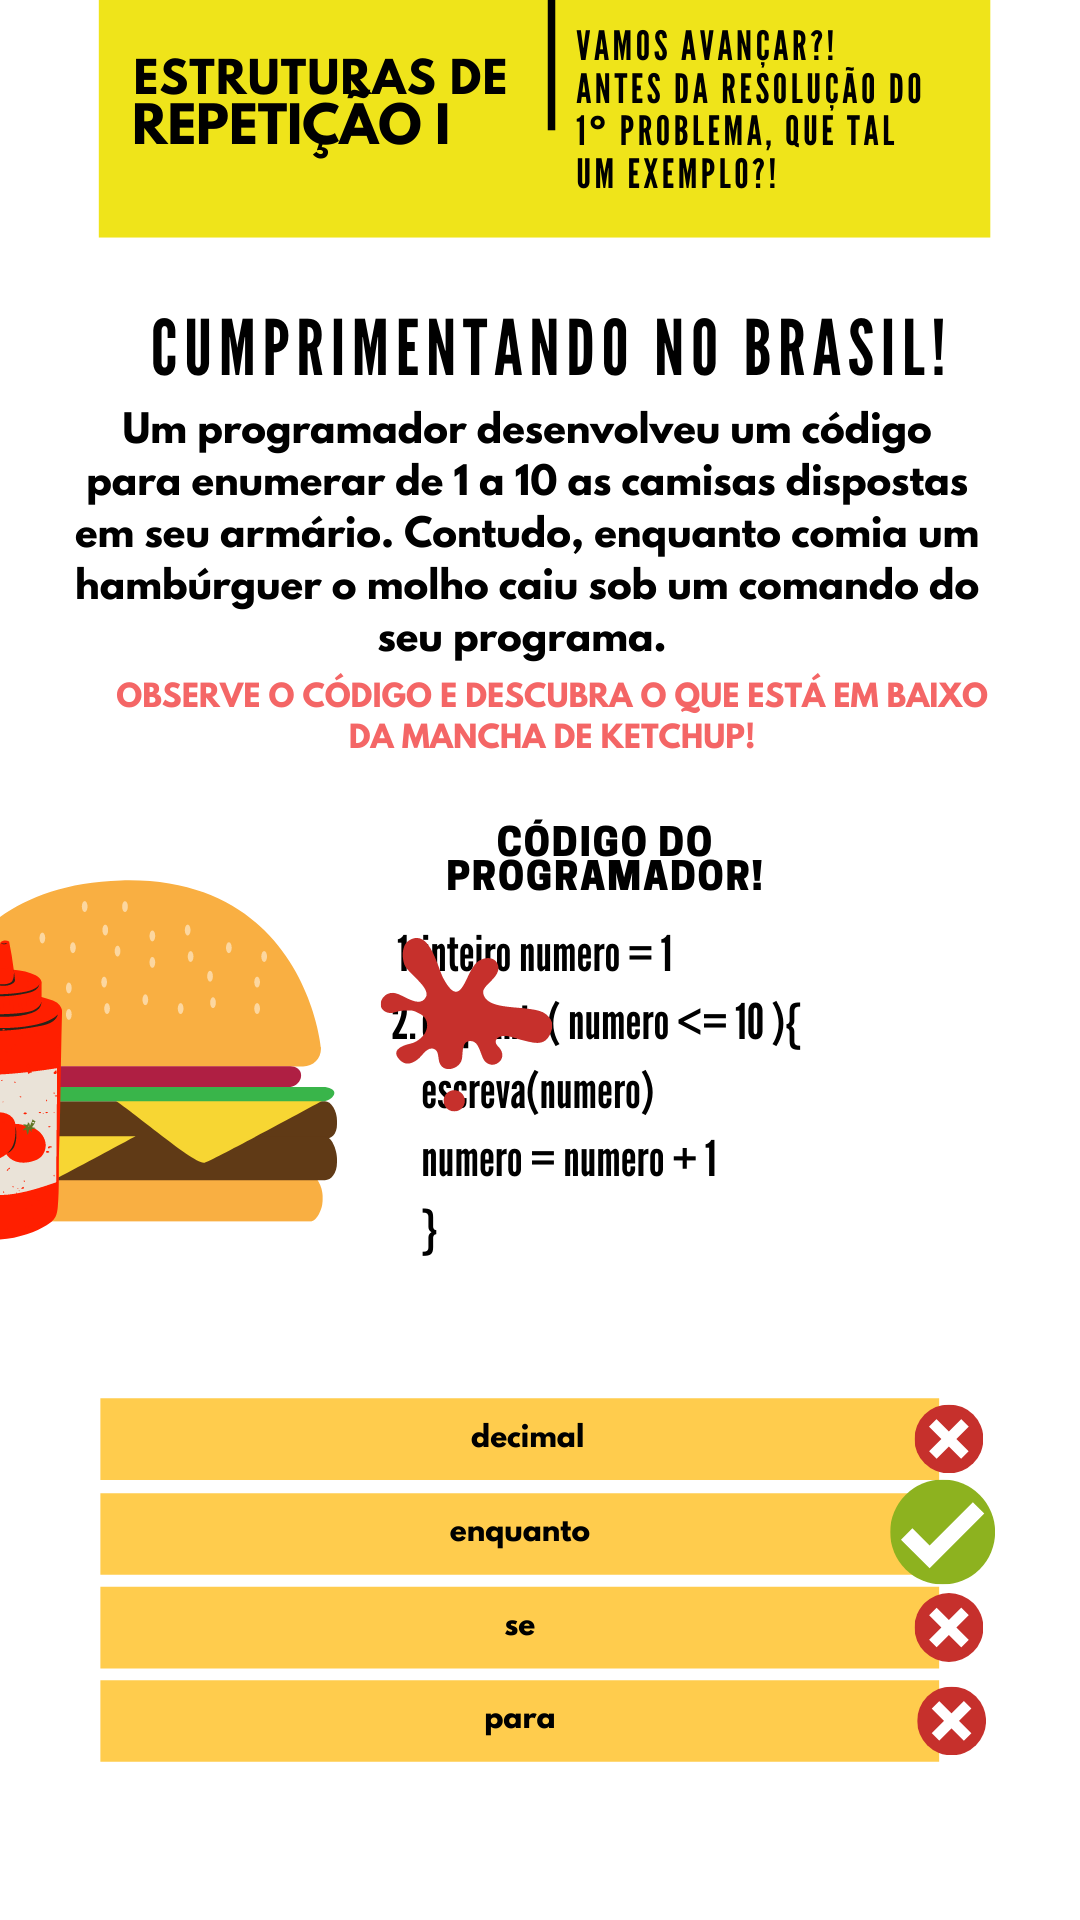 ESTRUTURAS DE
REPETIÇÃO I
VAMOS AVANÇAR?!
ANTES DA RESOLUÇÃO DO
1º PROBLEMA, QUE TAL
UM EXEMPLO?!
CUMPRIMENTANDO NO BRASIL!
Um programador desenvolveu um código
para enumerar de 1 a 10 as camisas dispostas
em seu armário. Contudo, enquanto comia um
hambúrguer o molho caiu sob um comando do
seu programa.
OBSERVE O CÓDIGO E DESCUBRA O QUE ESTÁ EM BAIXO
DA MANCHA DE KETCHUP!
CÓDIGO DO
PROGRAMADOR!
1. inteiro numero = 1
2. ( numero <= 10 ){
escreva(numero)
numero = numero + 1
}
decimal
enquanto
se
para